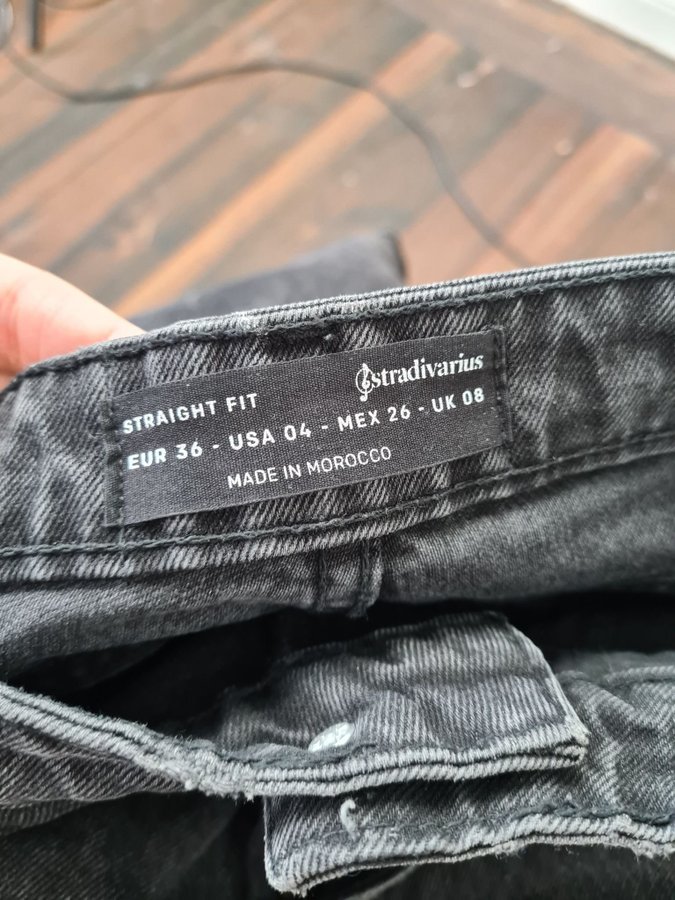 stradivarius
STRAIGHT FIT
EUR 36 - USA 04 - MEX 26 - UK 08
MADE IN MOROCCO